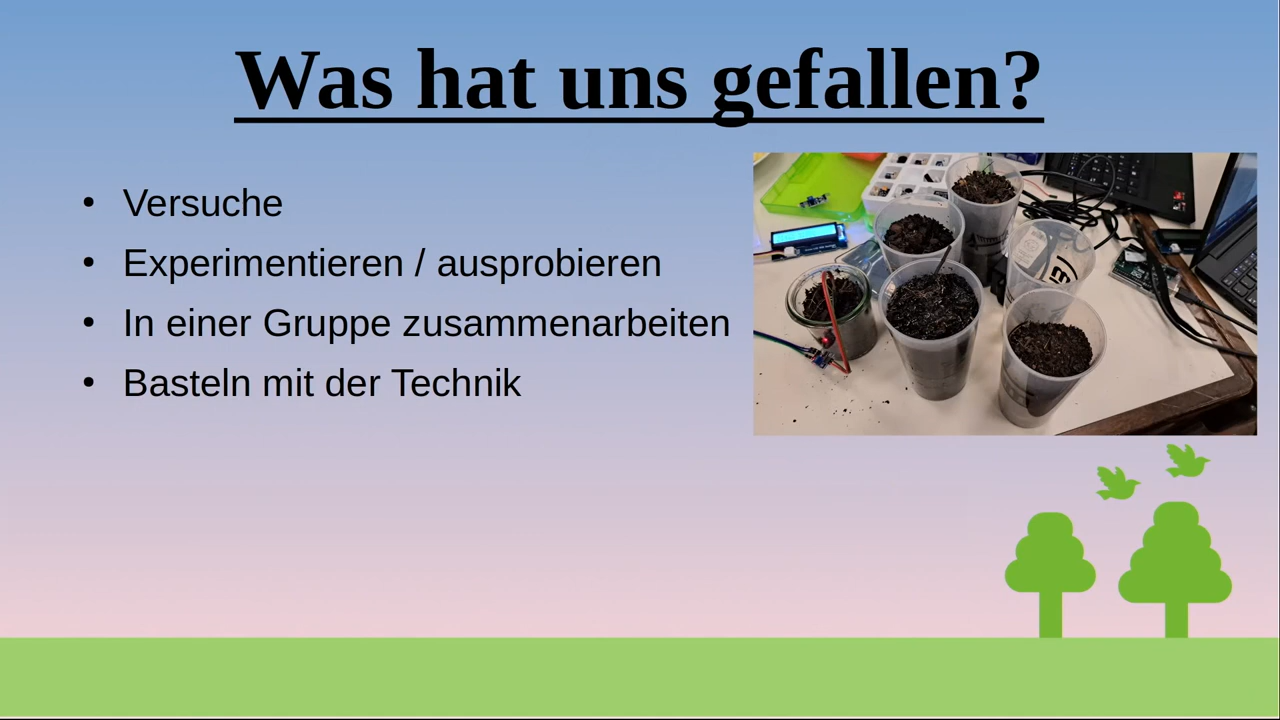 Was hat uns gefallen?
• Versuche
• Experimentieren / ausprobieren
• In einer Gruppe zusammenarbeiten
• Basteln mit der Technik